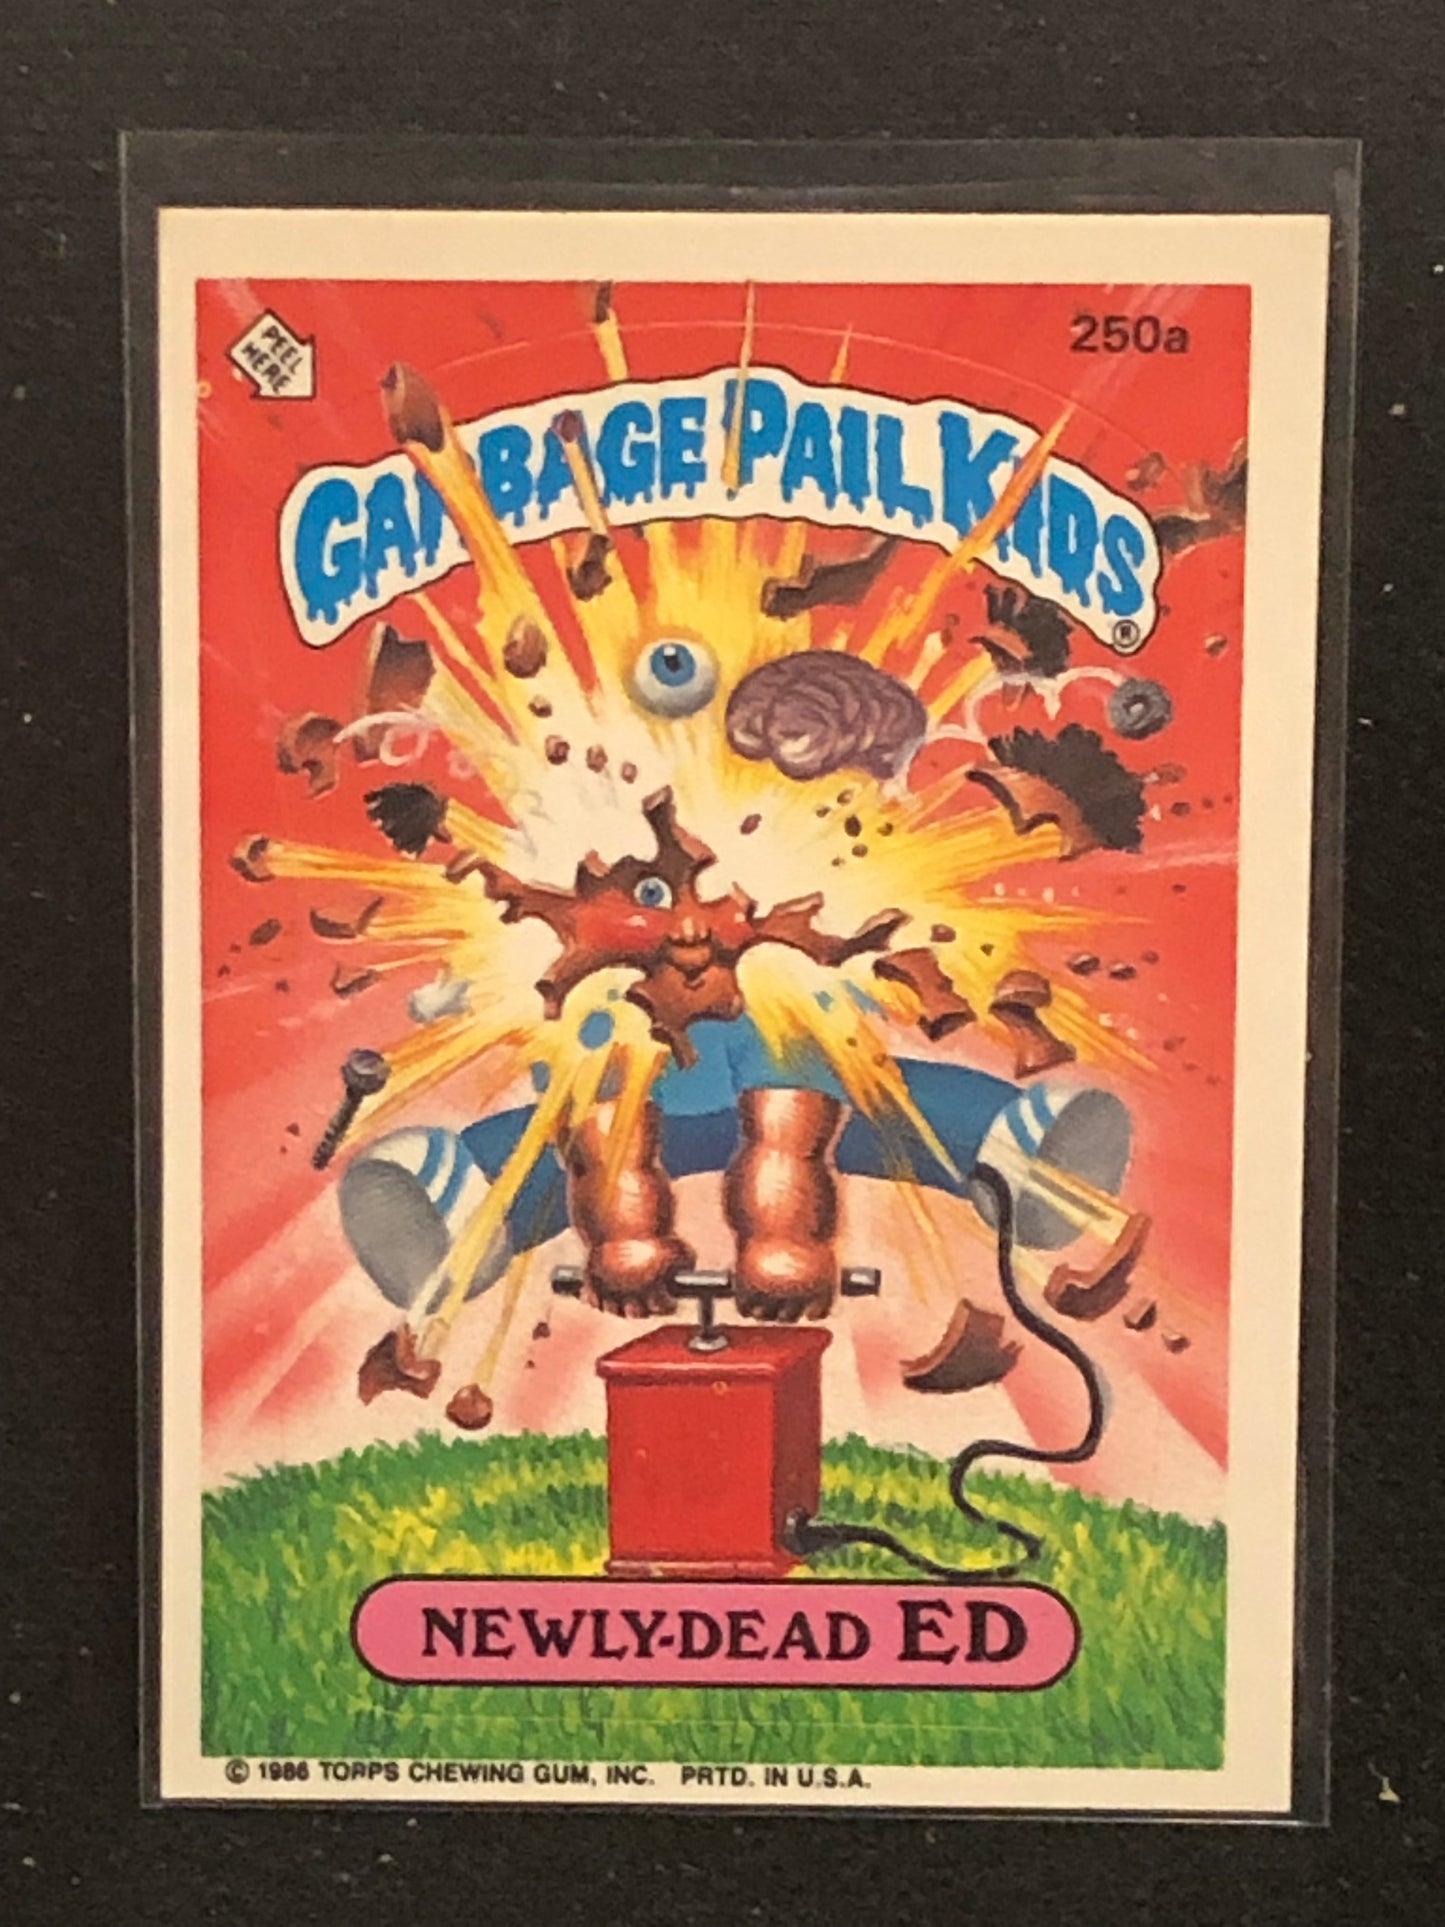 PEEL
HERE
250a
GARBAGE PAIL KIDS
®
NEWLY-DEAD ED
© 1986 TOPPS CHEWING GUM, INC. PRTD. IN U.S.A.